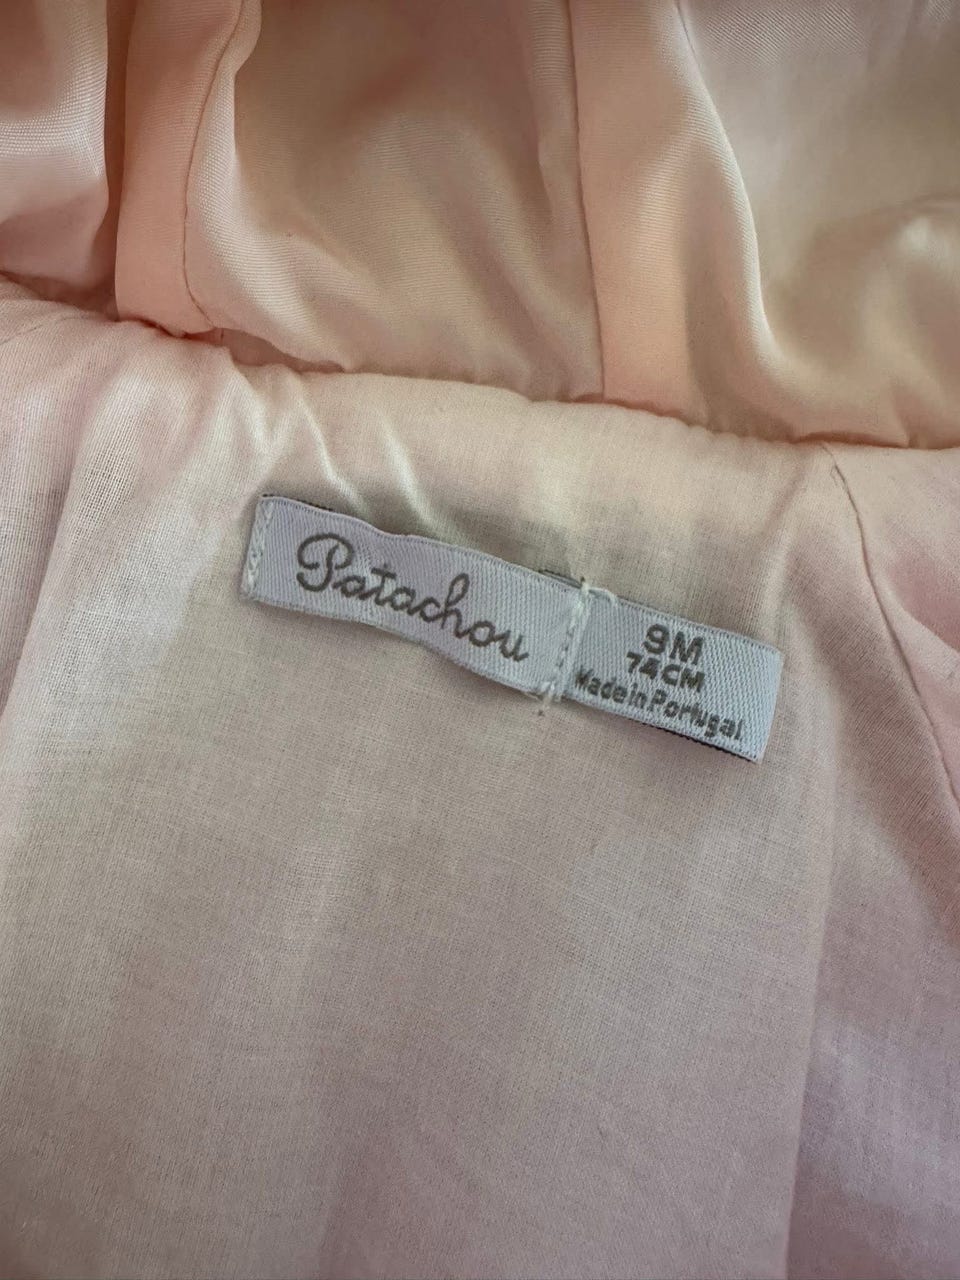 Patachou
9M
74CM
Made in Portugal